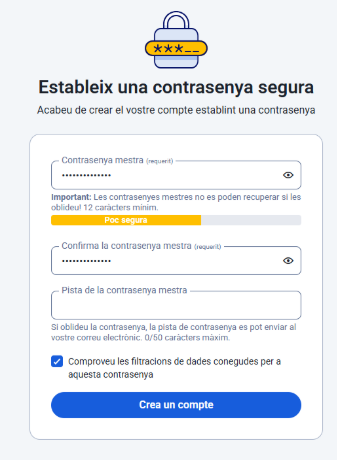 ***__
Estableix una contrasenya segura
Acabeu de crear el vostre compte establint una contrasenya
Contrasenya mestra (requerit)
••••••••••••••
Important: Les contrasenyes mestres no es poden recuperar si les
oblideu! 12 caràcters mínim.
Poc segura
Confirma la contrasenya mestra (requerit)
••••••••••••••
Pista de la contrasenya mestra
Si oblideu la contrasenya, la pista de contrasenya es pot enviar al
vostre correu electrònic. 0/50 caràcters màxim.
Comproveu les filtracions de dades conegudes per a
aquesta contrasenya
Crea un compte